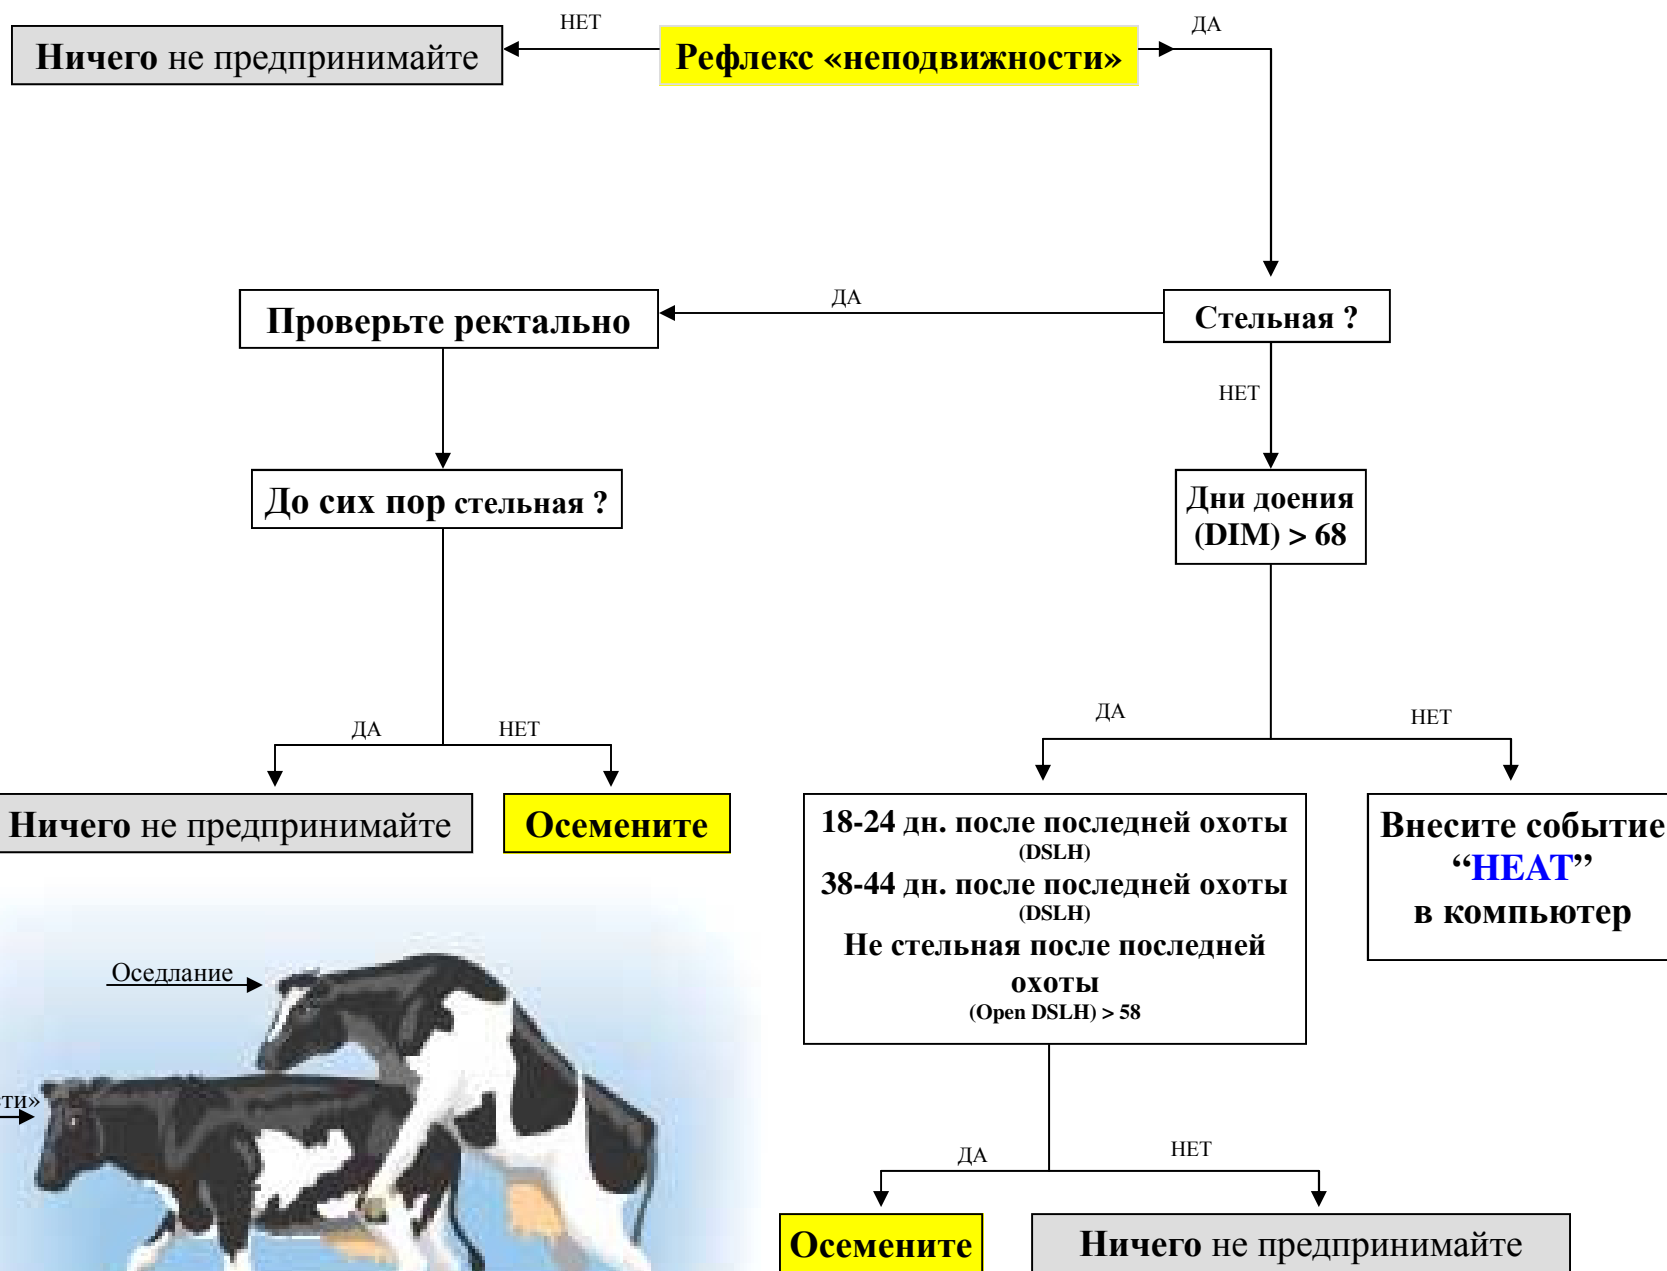 НЕТ
ДА
Ничего не предпринимайте
Рефлекс «неподвижности»
ДА
Проверьте ректально
Стельная ?
НЕТ
До сих пор стельная ?
Дни доения
(DIM) > 68
ДА
НЕТ
ДА
НЕТ
Ничего не предпринимайте
Осемените
18-24 дн. после последней охоты
(DSLH)
38-44 дн. после последней охоты
(DSLH)
Не стельная после последней
охоты
(Open DSLH) > 58
Внесите событие
“HEAT”
в компьютер
Оседлание
сти»
ДА
НЕТ
Осемените
Ничего не предпринимайте